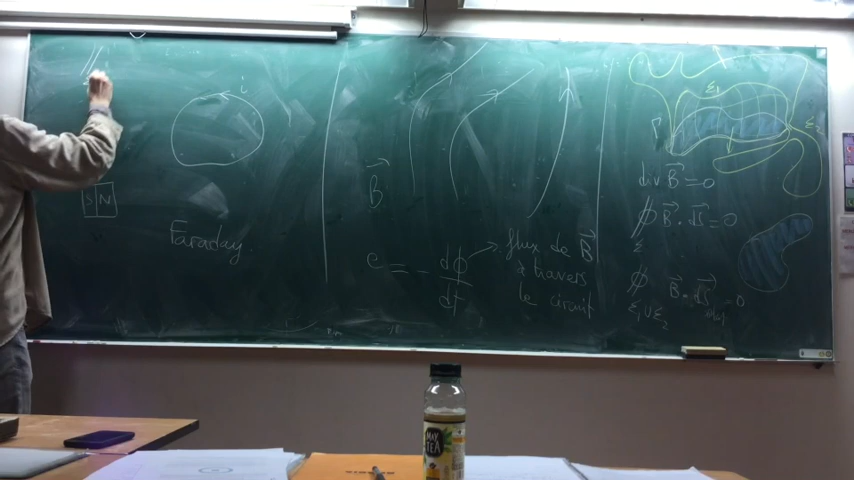 i
S N
Faraday.
B⃗
e = - dϕ/dt → flux de B⃗
à travers
le circuit
Σ₁
Γ
Σ₂
div B⃗ = 0
∯ B⃗ · dS⃗ = 0
Σ
∯ B⃗ · dS⃗ = 0
Σ₁ ∪ Σ₂
MAX
TEA